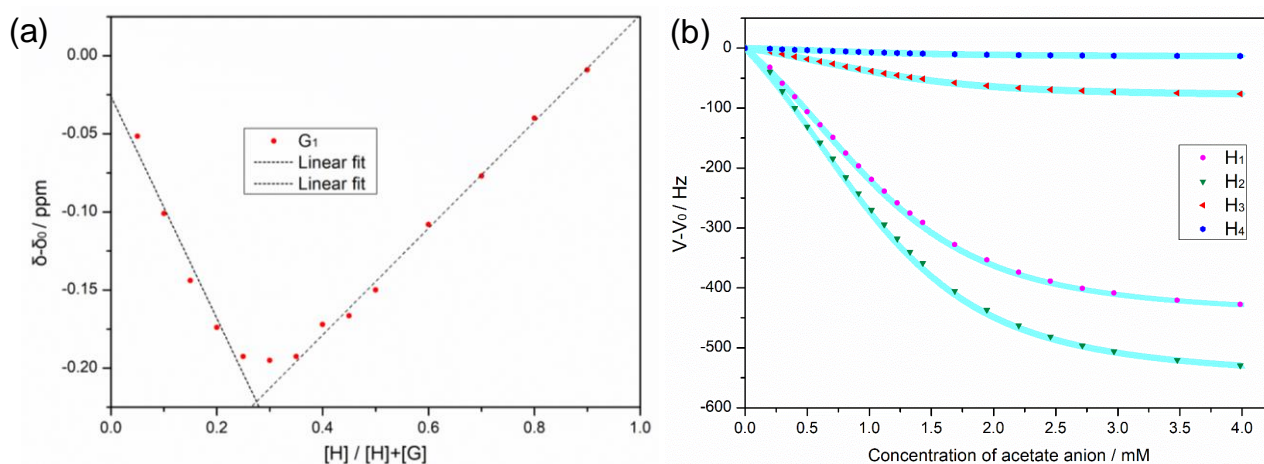 (a)
0.00
-0.05
-0.10
-0.15
-0.20
δ-δ₀ / ppm
G₁
Linear fit
Linear fit
0.0 0.2 0.4 0.6 0.8 1.0
[H] / [H]+[G]
(b)
0
-100
-200
-300
-400
-500
-600
V-V₀ / Hz
H₁
H₂
H₃
H₄
0.0 0.5 1.0 1.5 2.0 2.5 3.0 3.5 4.0
Concentration of acetate anion / mM